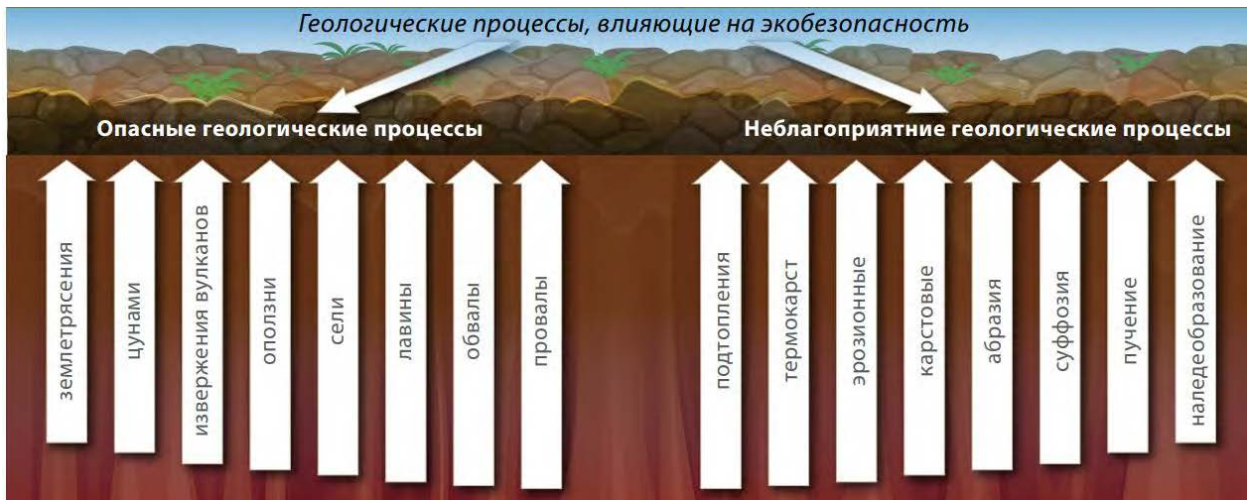 Геологические процессы, влияющие на экобезопасность
Опасные геологические процессы
Неблагоприятние геологические процессы
землетрясения
цунами
извержения вулканов
оползни
сели
лавины
обвалы
провалы
подтопления
термокарст
эрозионные
карстовые
абразия
суффозия
пучение
наледеобразование